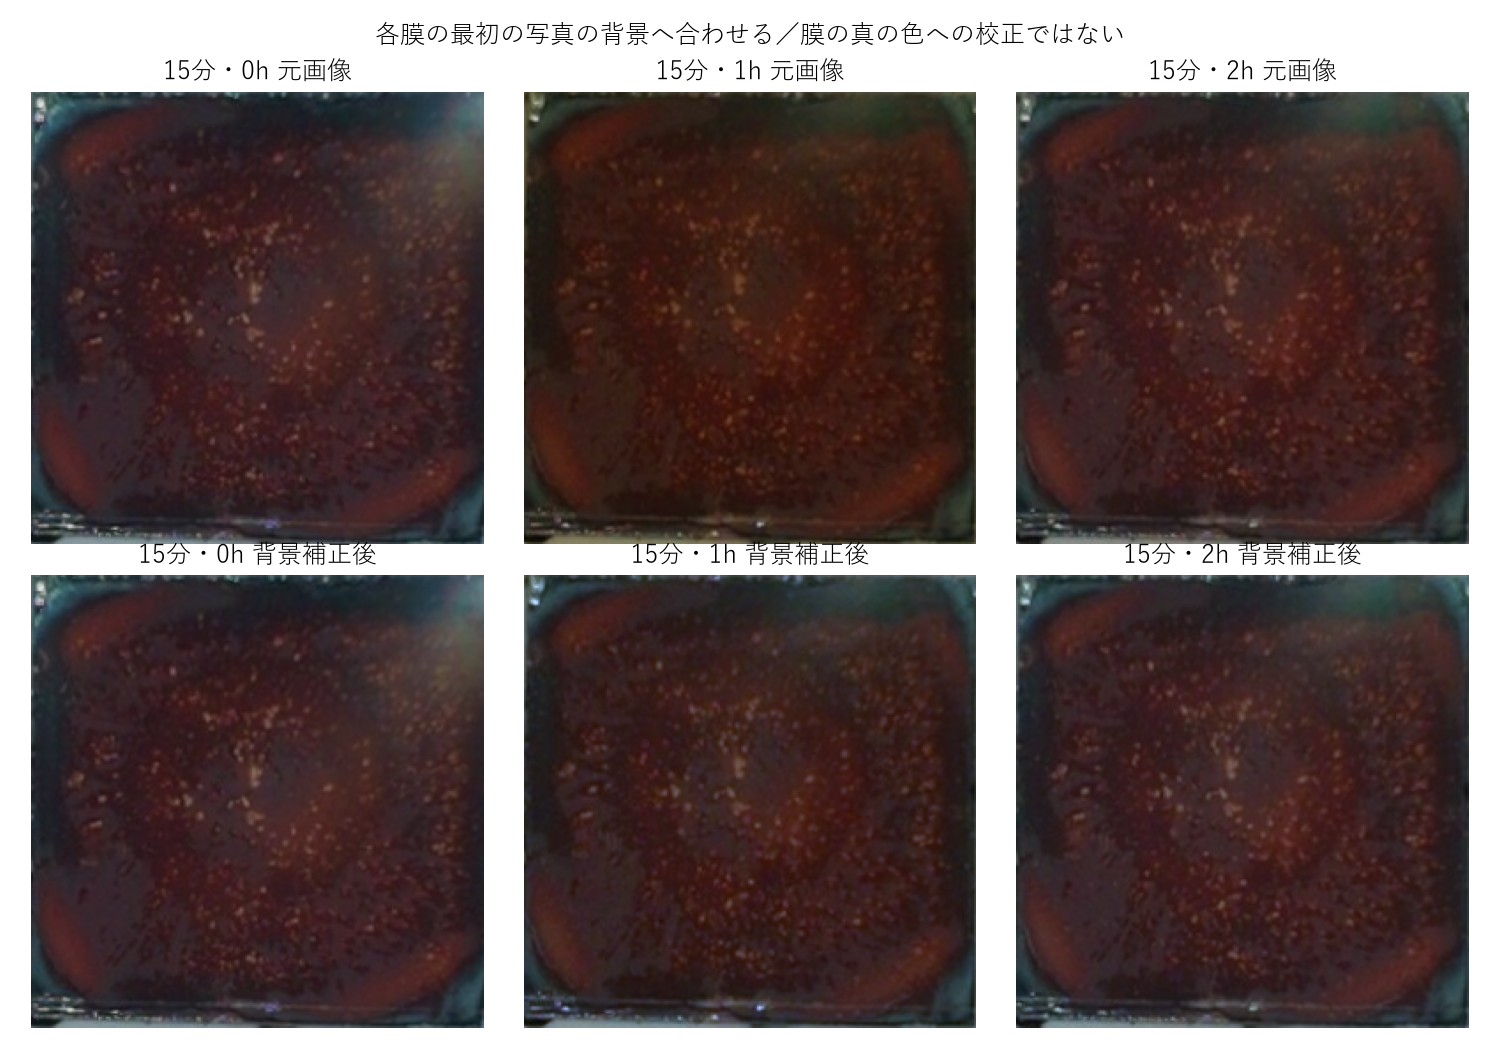 各膜の最初の写真の背景へ合わせる／膜の真の色への校正ではない
15分・0h 元画像
15分・1h 元画像
15分・2h 元画像
15分・0h 背景補正後
15分・1h 背景補正後
15分・2h 背景補正後